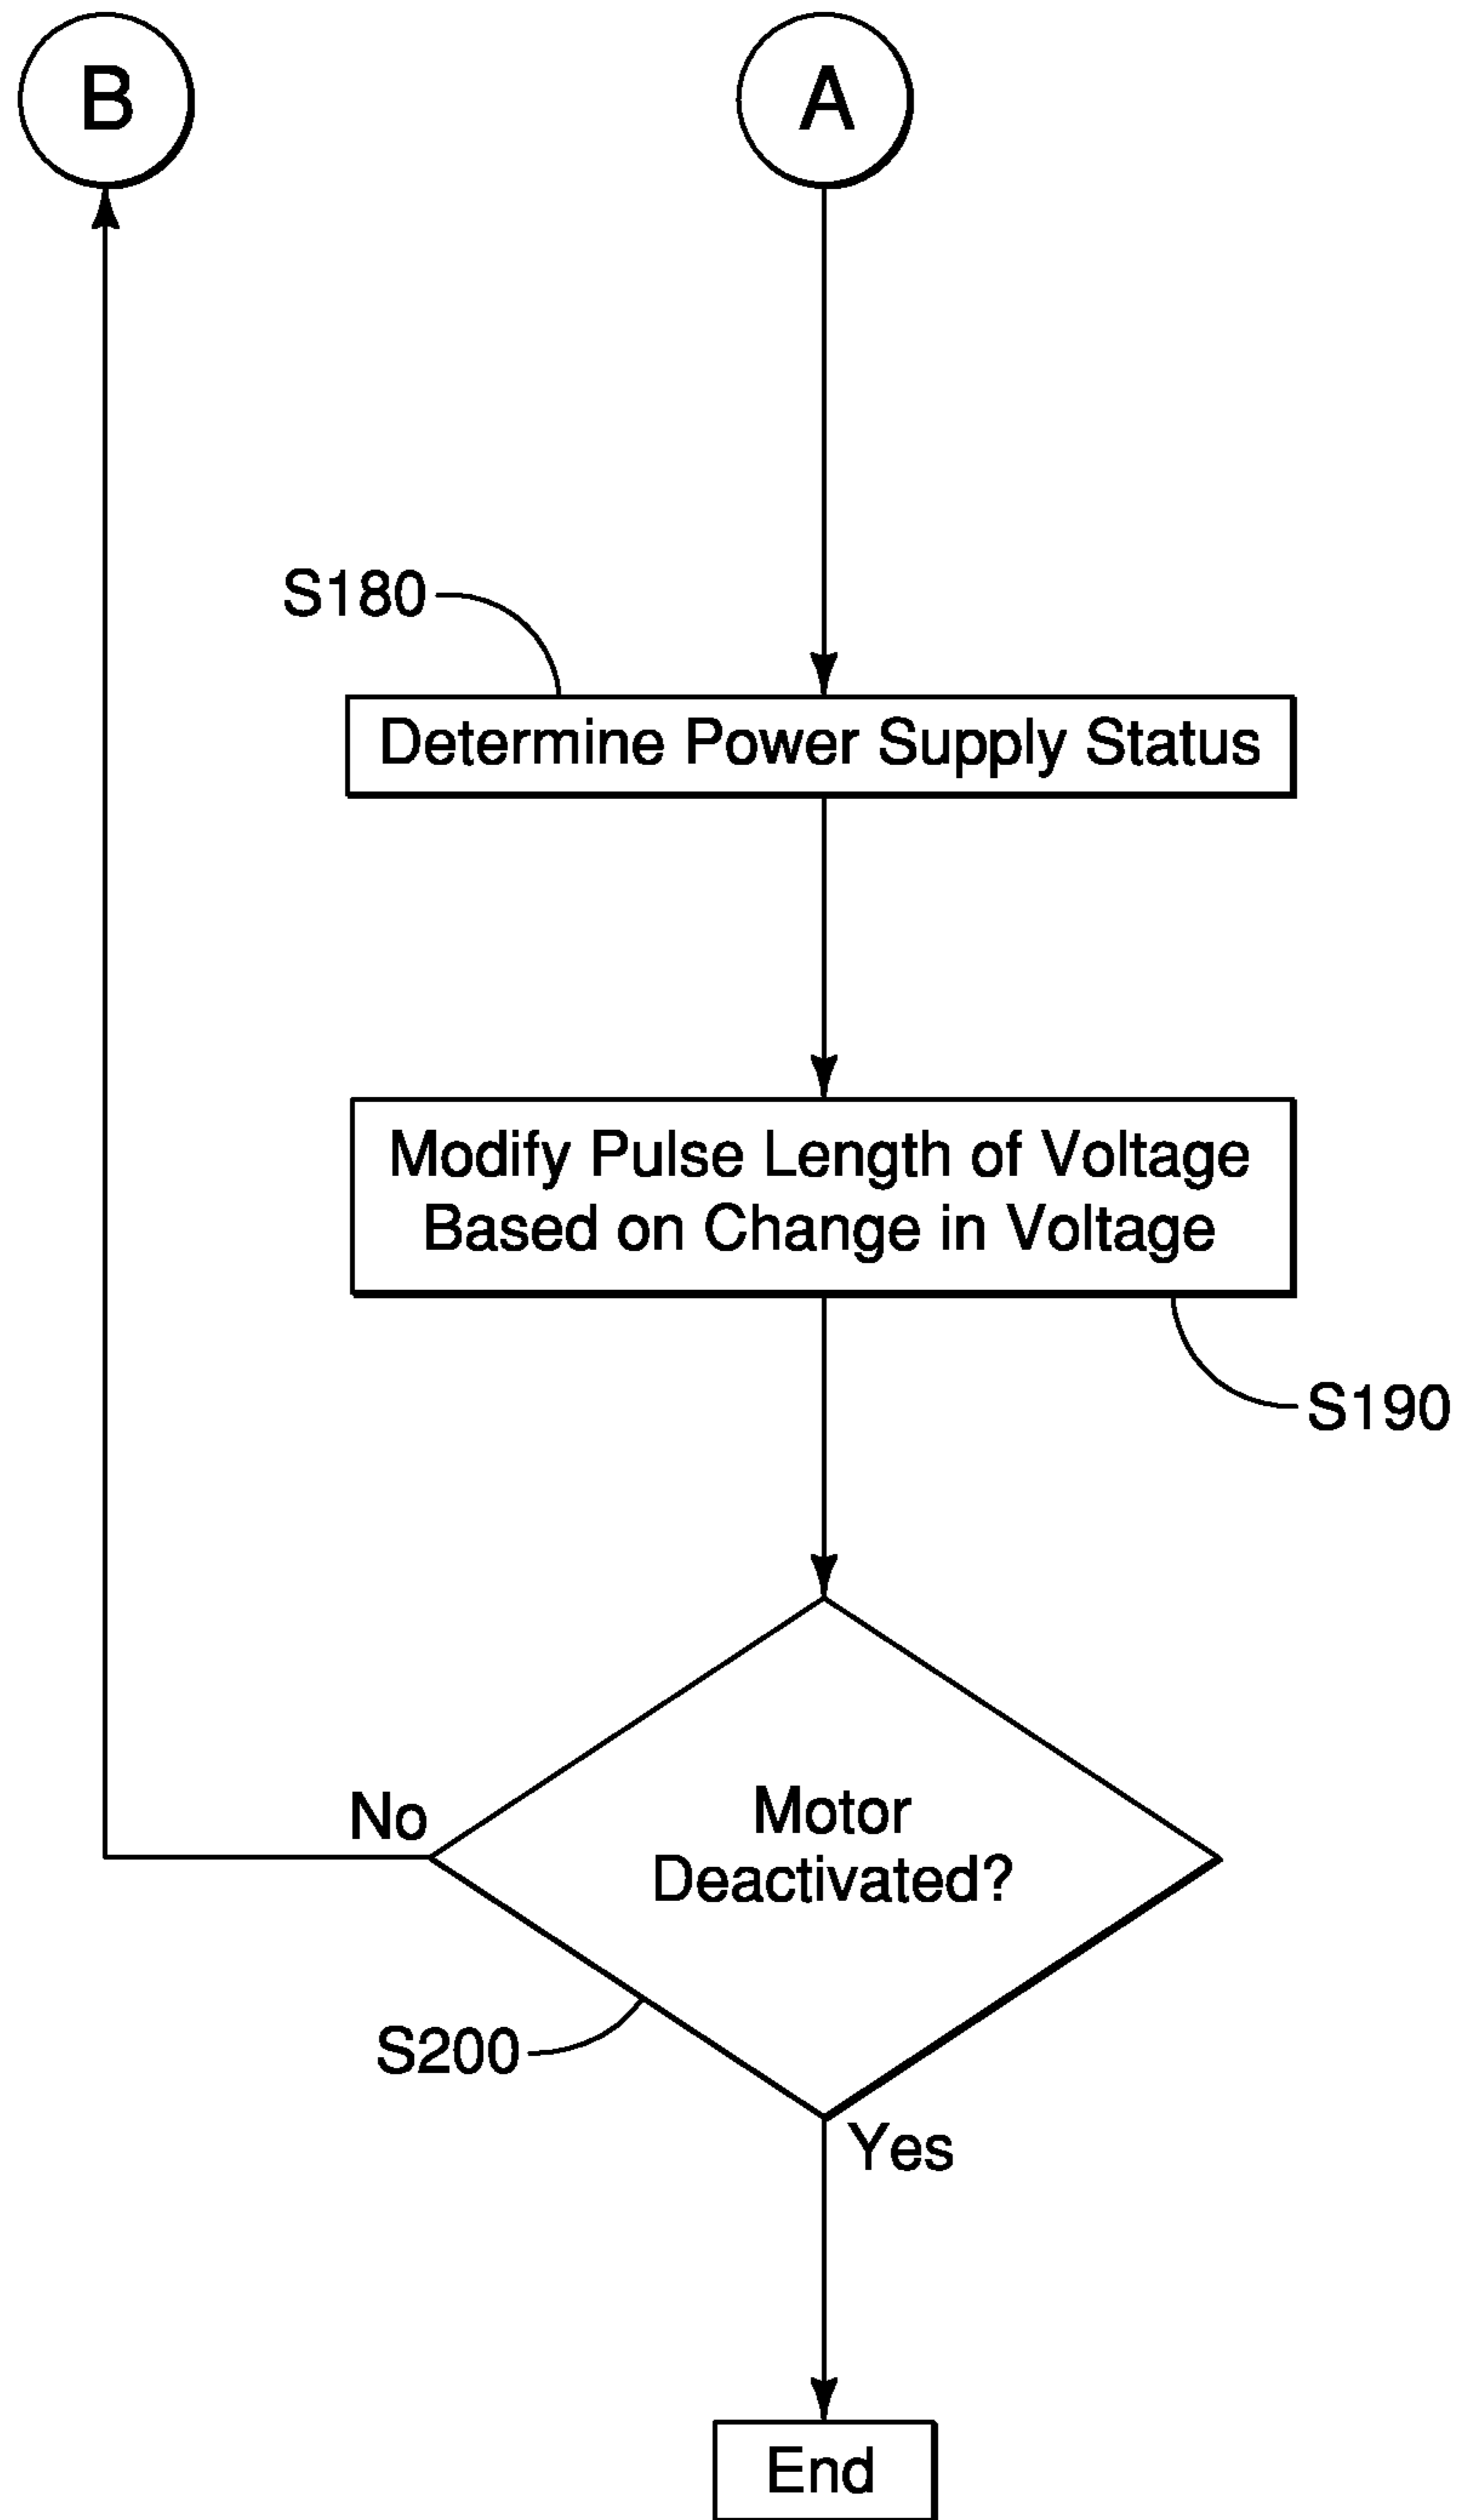 B
A
S180
Determine Power Supply Status
Modify Pulse Length of Voltage
Based on Change in Voltage
S190
No
Motor
Deactivated?
S200
Yes
End